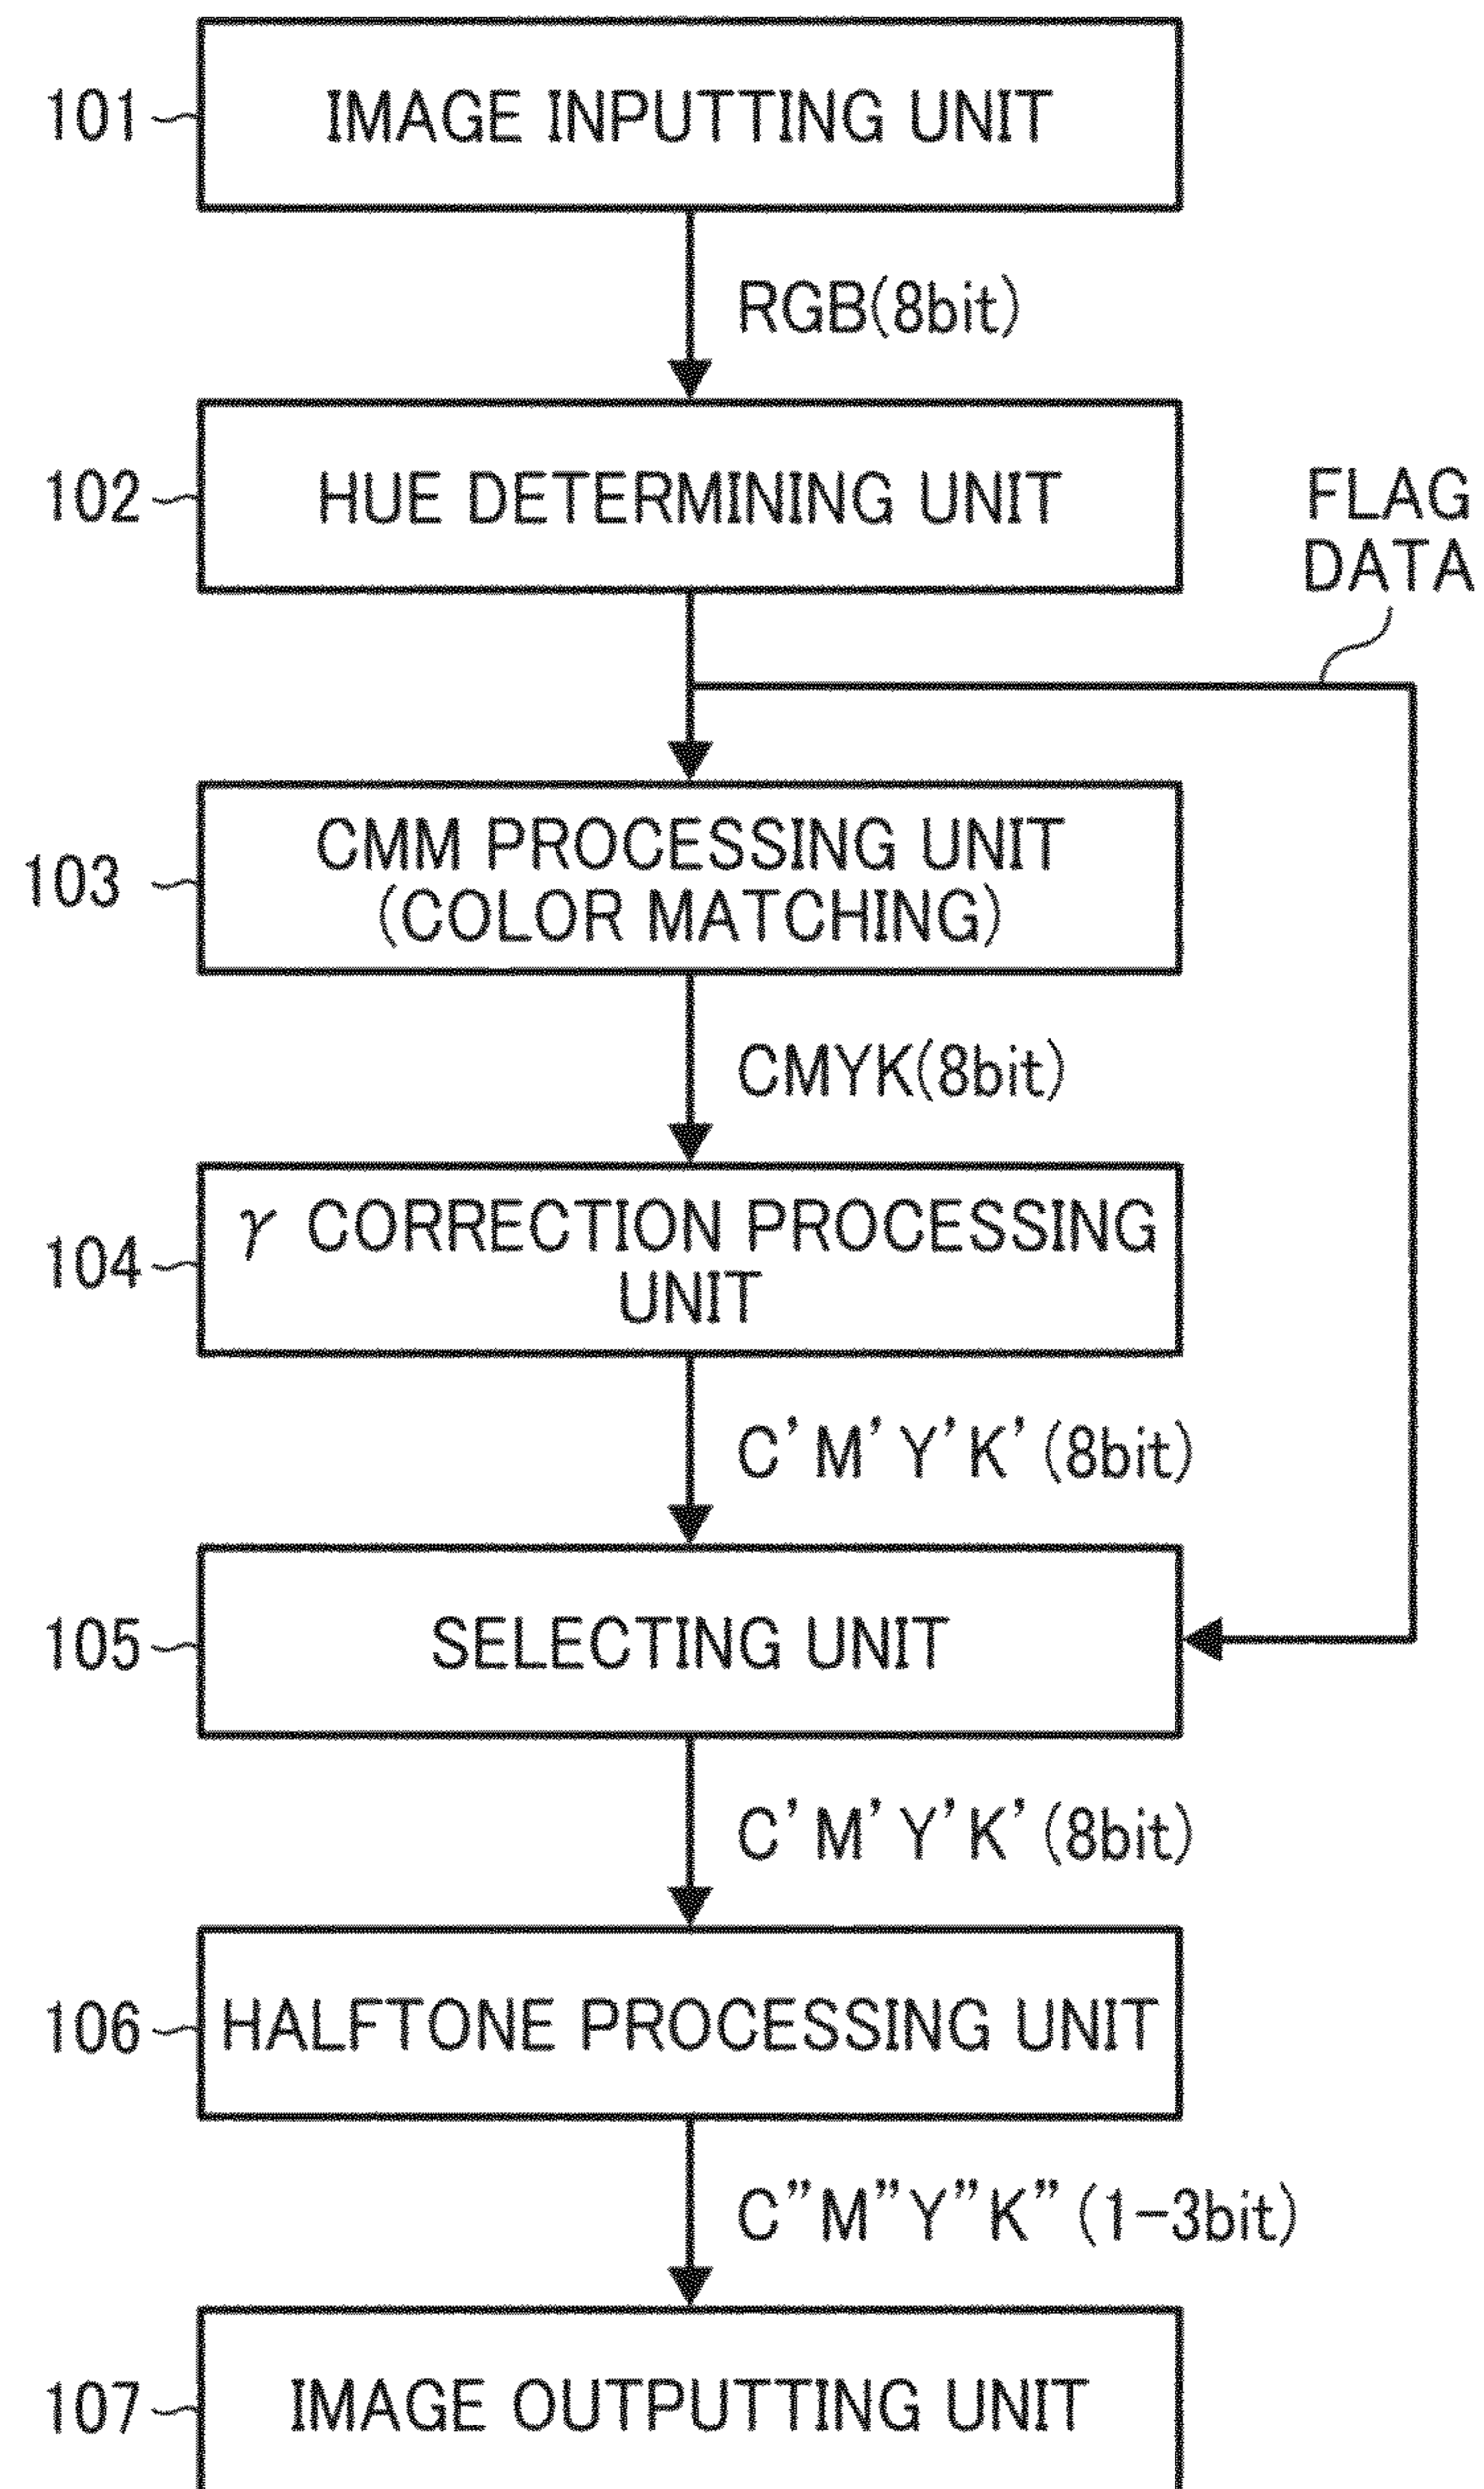 101 IMAGE INPUTTING UNIT
RGB(8bit)
102 HUE DETERMINING UNIT
FLAG
DATA
103 CMM PROCESSING UNIT
(COLOR MATCHING)
CMYK(8bit)
104 γ CORRECTION PROCESSING
UNIT
C'M'Y'K'(8bit)
105 SELECTING UNIT
C'M'Y'K'(8bit)
106 HALFTONE PROCESSING UNIT
C”M”Y”K”(1-3bit)
107 IMAGE OUTPUTTING UNIT